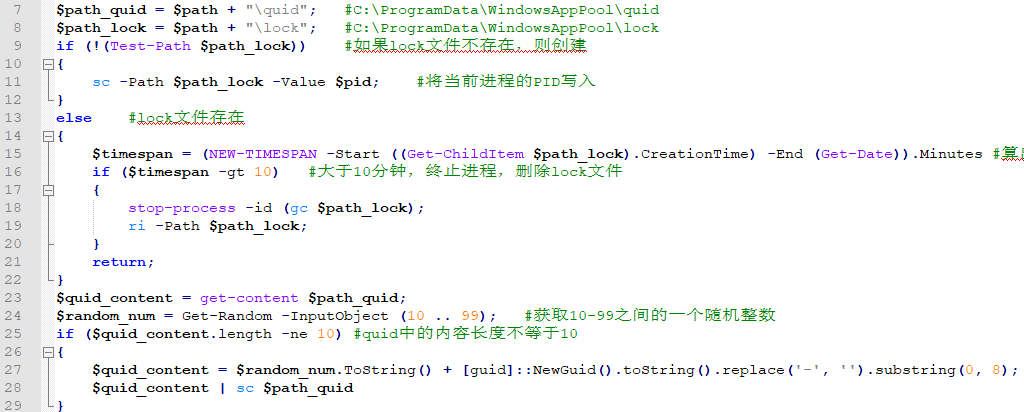 7 $path_quid = $path + "\quid"; #C:\ProgramData\WindowsAppPool\quid
8 $path_lock = $path + "\lock"; #C:\ProgramData\WindowsAppPool\lock
9 if (!(Test-Path $path_lock)) #如果lock文件不存在，则创建
10 {
11 sc -Path $path_lock -Value $pid; #将当前进程的PID写入
12 }
13 else #lock文件存在
14 {
15 $timespan = (NEW-TIMESPAN -Start ((Get-ChildItem $path_lock).CreationTime) -End (Get-Date)).Minutes #算
16 if ($timespan -gt 10) #大于10分钟，终止进程，删除lock文件
17 {
18 stop-process -id (gc $path_lock);
19 ri -Path $path_lock;
20 }
21 return;
22 }
23 $quid_content = get-content $path_quid;
24 $random_num = Get-Random -InputObject (10 .. 99); #获取10-99之间的一个随机整数
25 if ($quid_content.length -ne 10) #quid中的内容长度不等于10
26 {
27 $quid_content = $random_num.ToString() + [guid]::NewGuid().toString().replace('-', '').substring(0, 8);
28 $quid_content | sc $path_quid
29 }